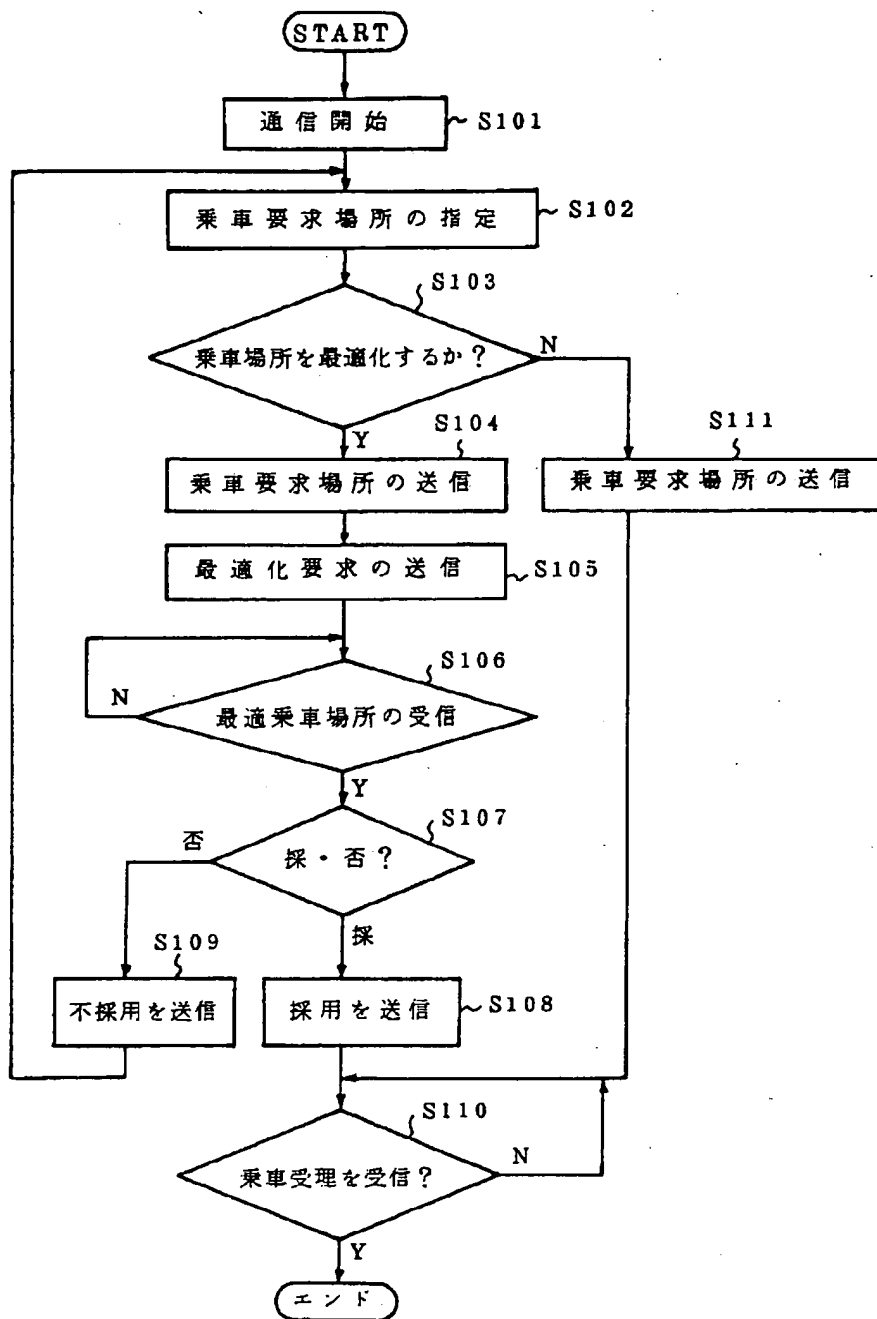 START
通信開始
S101
乗車要求場所の指定
S102
S103
乗車場所を最適化するか？
N
Y
S104
乗車要求場所の送信
S111
乗車要求場所の送信
最適化要求の送信
S105
S106
N
最適乗車場所の受信
Y
S107
否
採・否？
採
S109
不採用を送信
採用を送信
S108
S110
乗車受理を受信？
N
Y
エンド